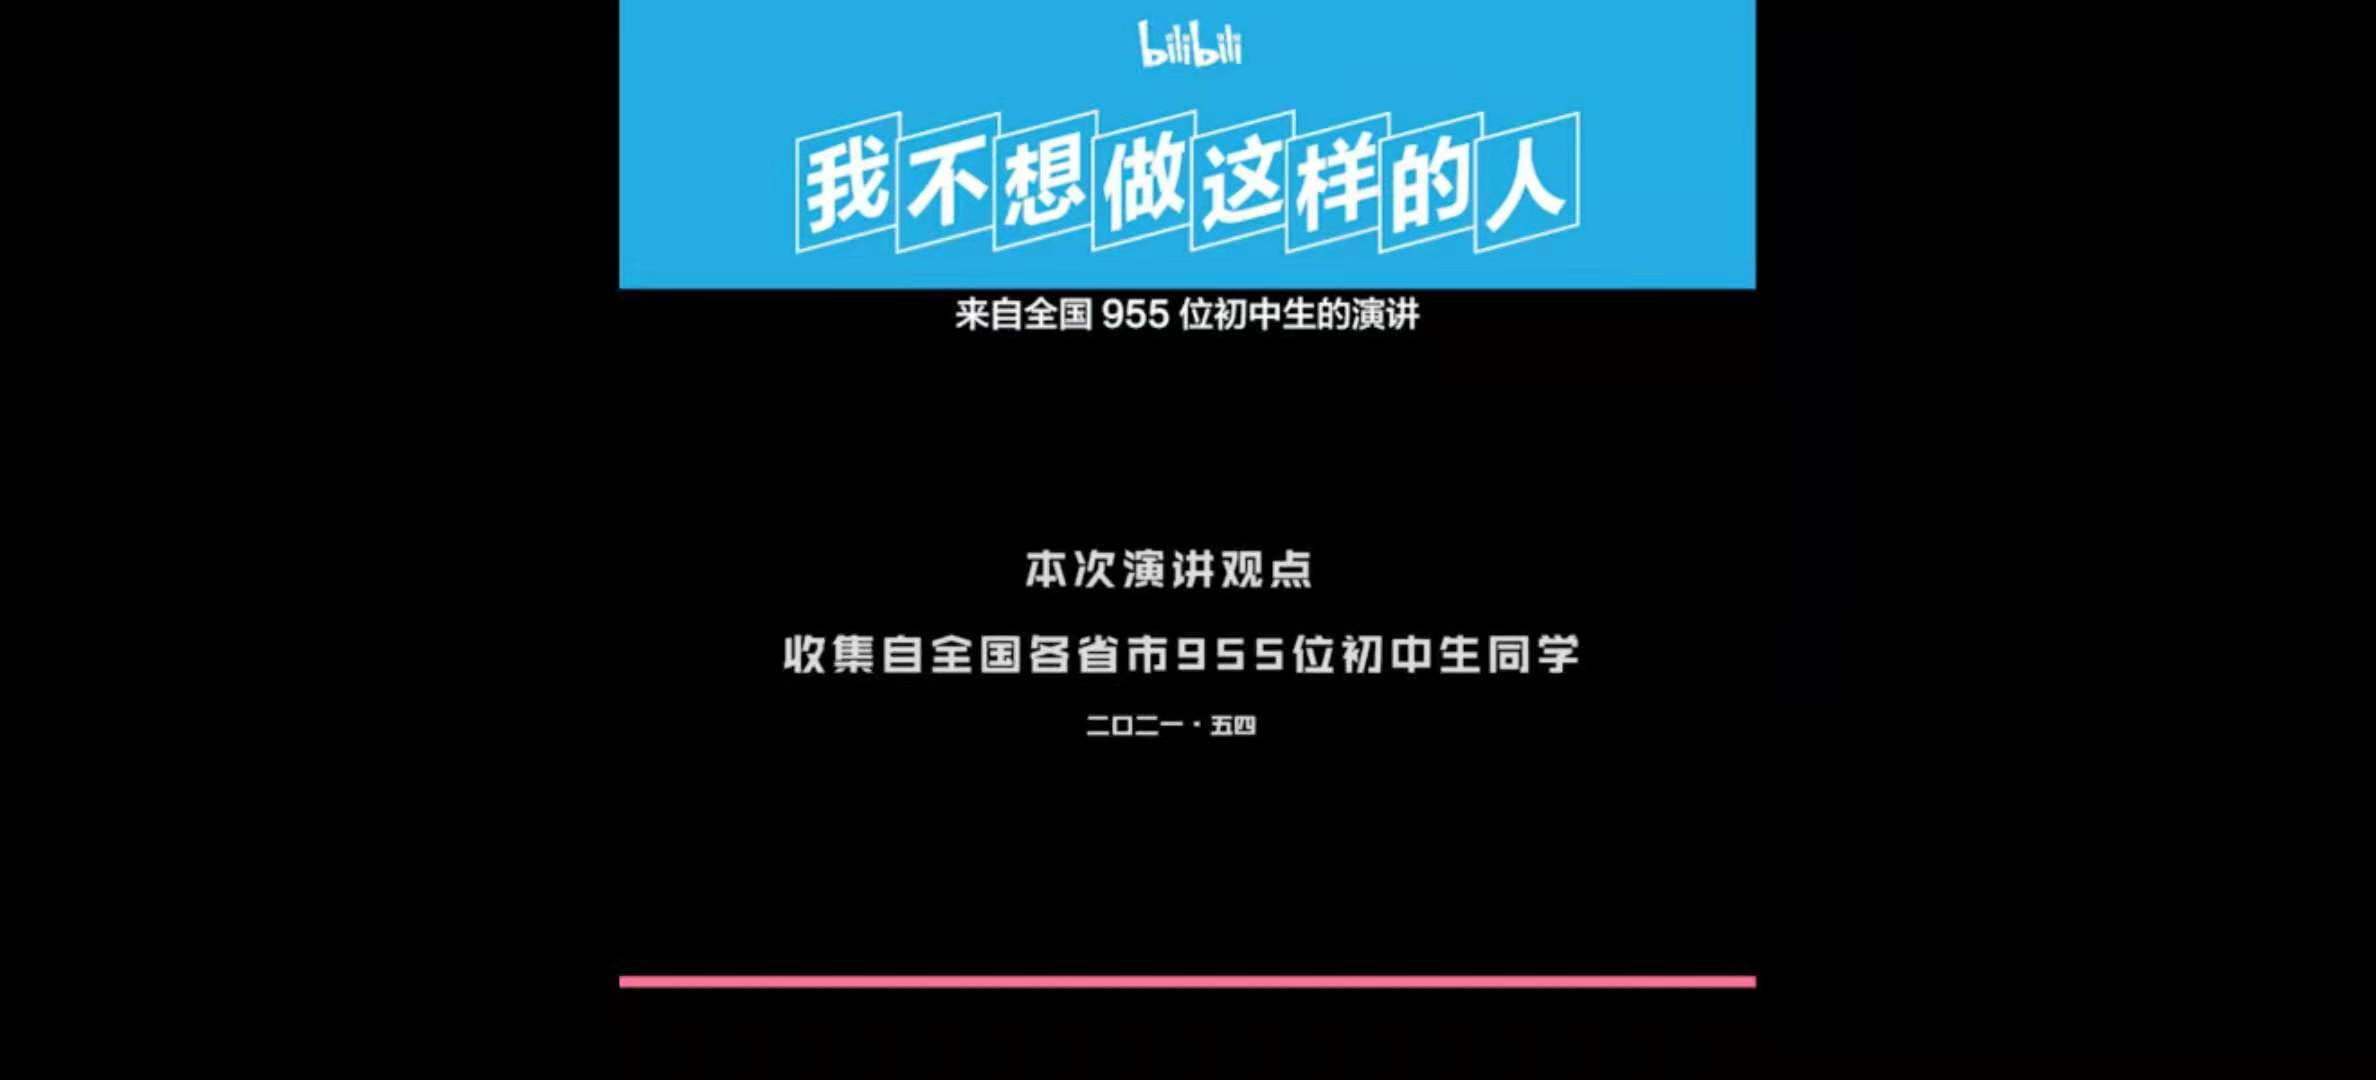 bilibili
我不想做这样的人
来自全国 955 位初中生的演讲
本次演讲观点
收集自全国各省市955位初中生同学
二〇二一·五四